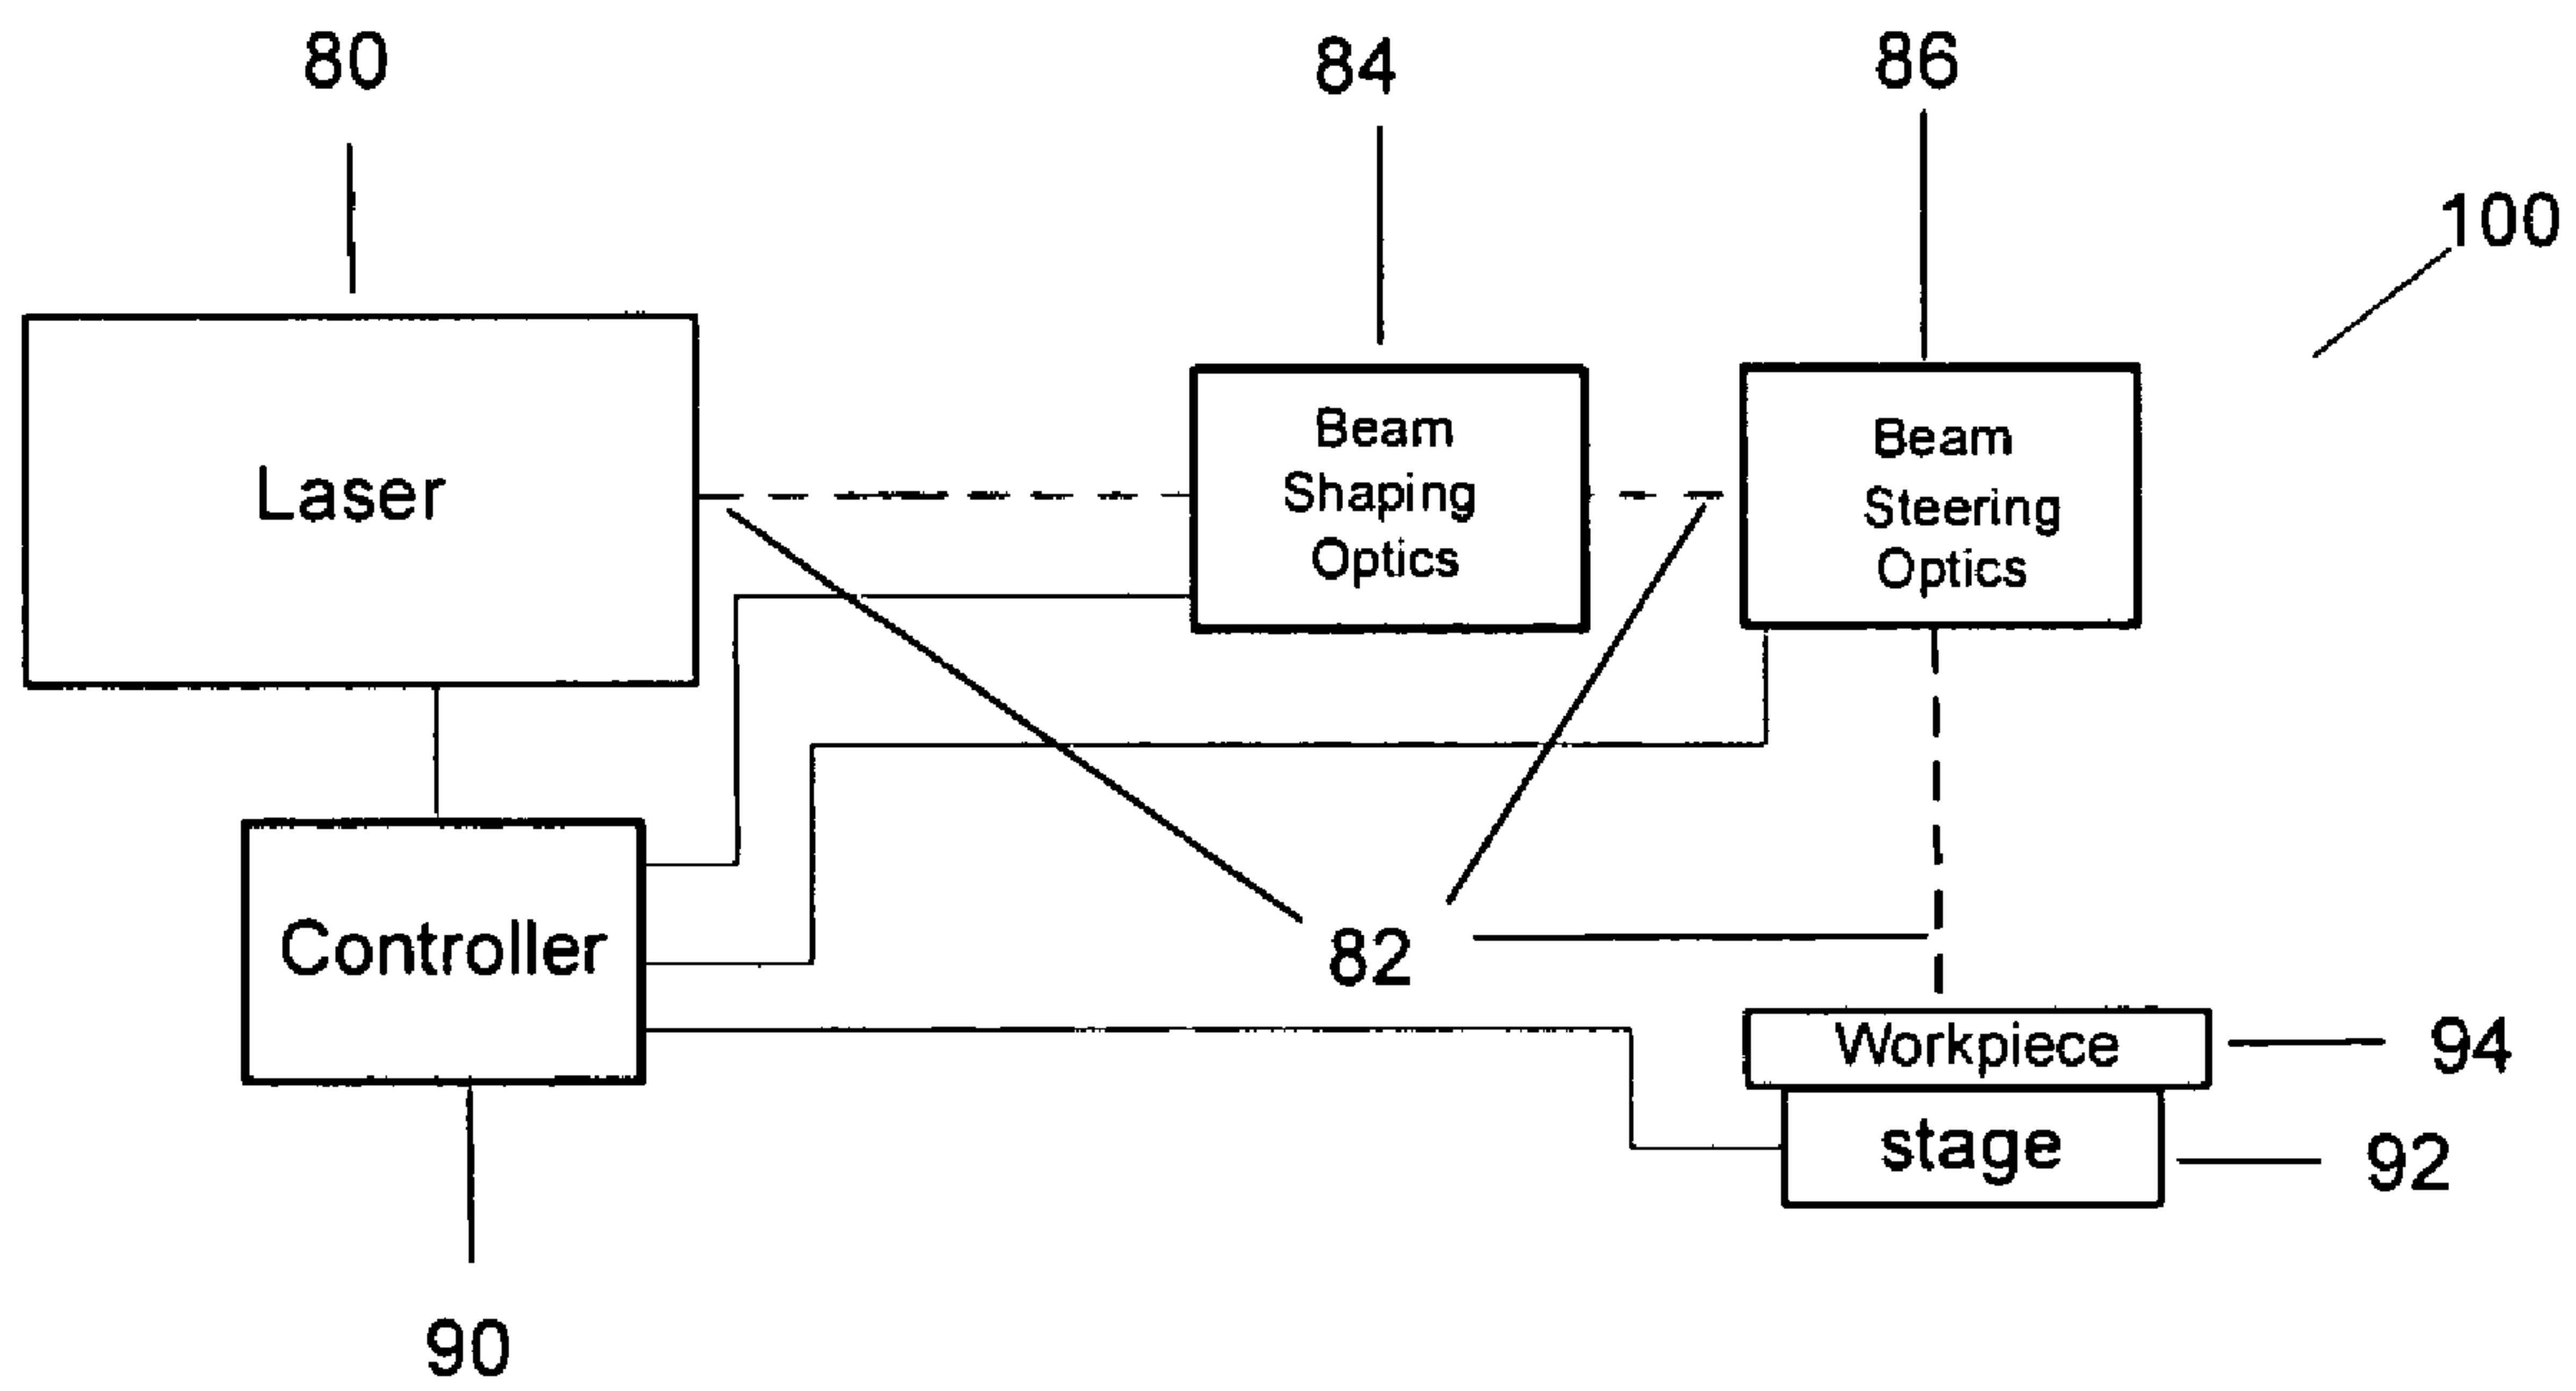 80
84
86
100
Laser
Beam
Shaping
Optics
Beam
Steering
Optics
Controller
82
Workpiece
94
stage
92
90